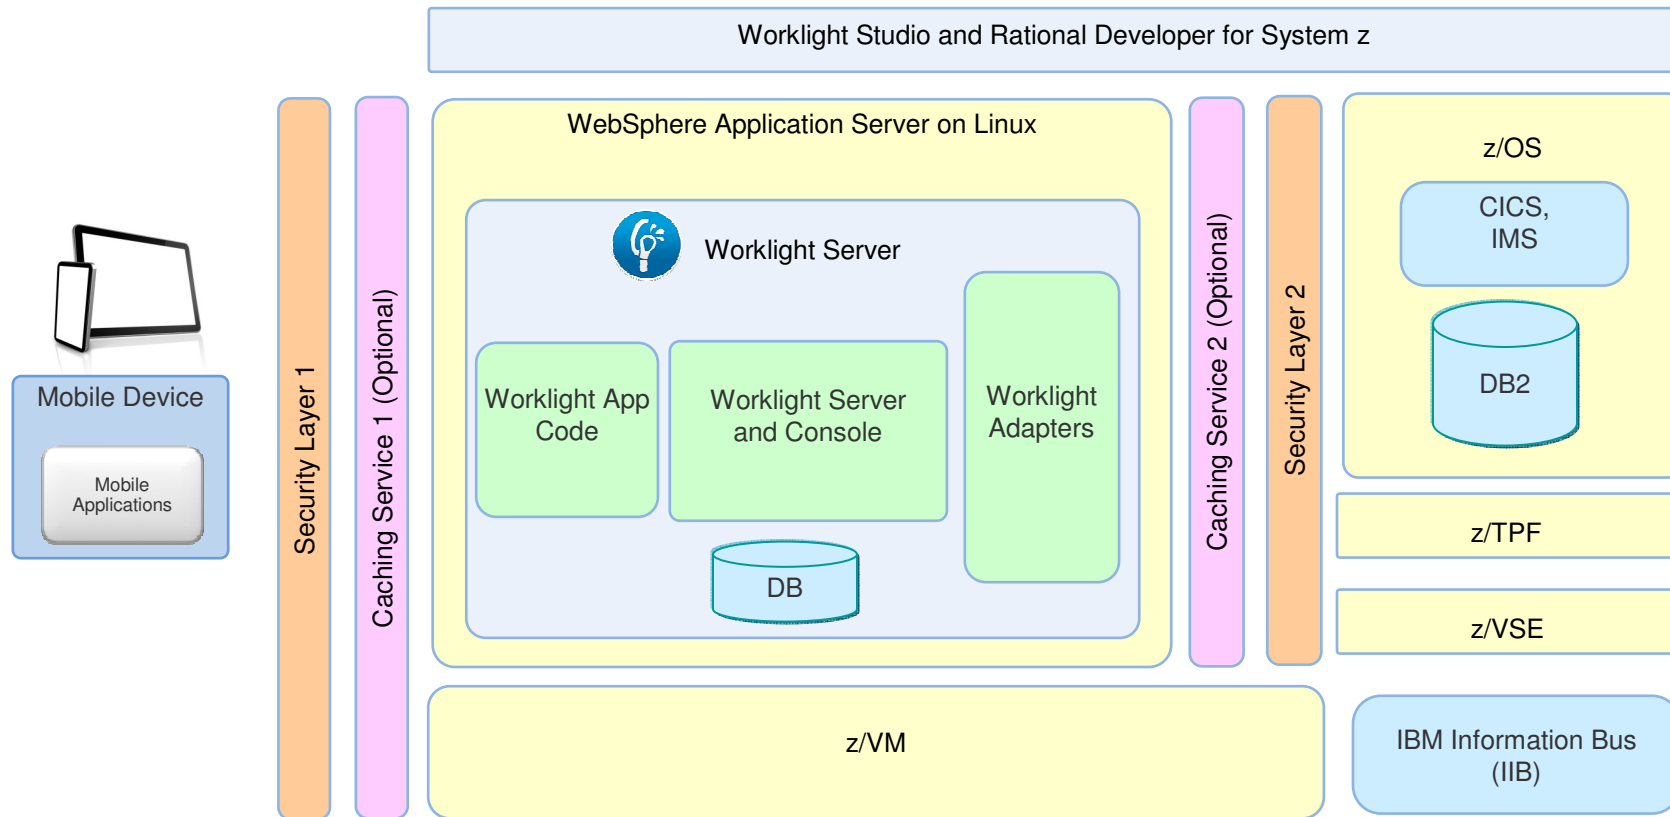 Worklight Studio and Rational Developer for System z
Mobile Device
Mobile
Applications
Security Layer 1
Caching Service 1 (Optional)
WebSphere Application Server on Linux
Worklight Server
Worklight App
Code
Worklight Server
and Console
Worklight
Adapters
DB
Caching Service 2 (Optional)
Security Layer 2
z/OS
CICS,
IMS
DB2
z/TPF
z/VSE
z/VM
IBM Information Bus
(IIB)